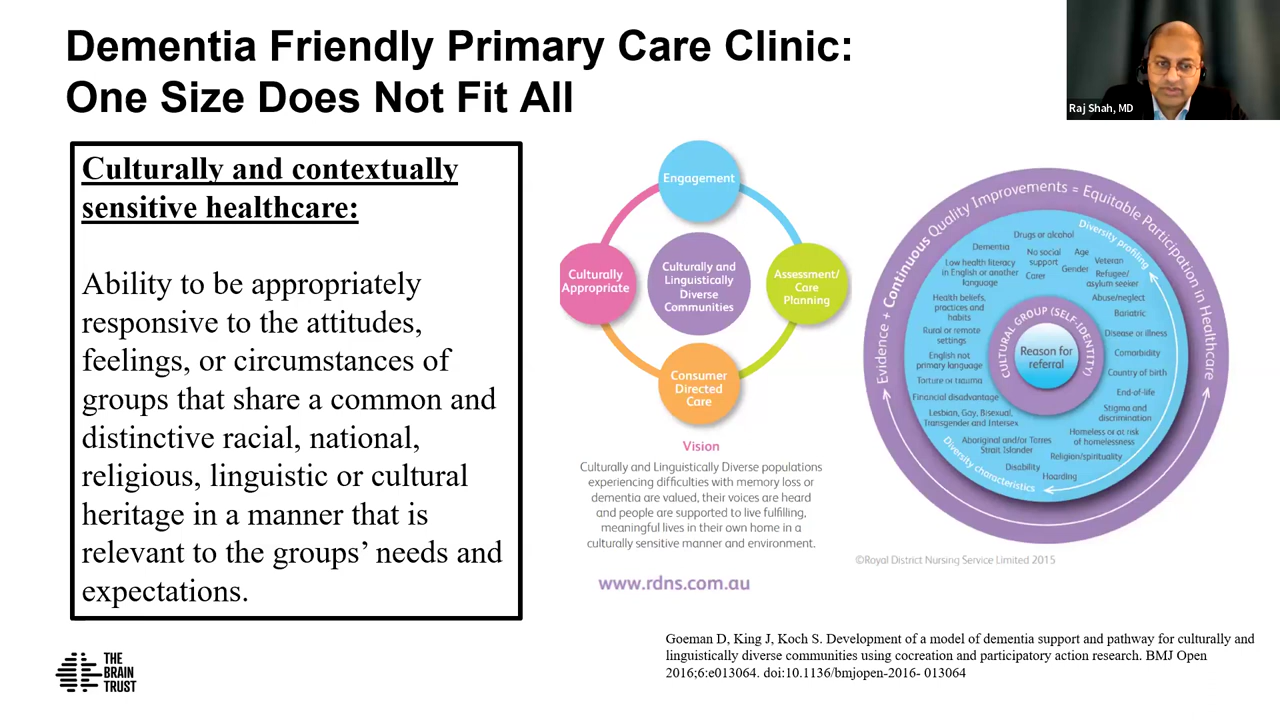 Dementia Friendly Primary Care Clinic:
One Size Does Not Fit All
Raj Shah, MD
Culturally and contextually
sensitive healthcare:
Ability to be appropriately
responsive to the attitudes,
feelings, or circumstances of
groups that share a common and
distinctive racial, national,
religious, linguistic or cultural
heritage in a manner that is
relevant to the groups’ needs and
expectations.
Engagement
Culturally
Appropriate
Culturally and
Linguistically
Diverse
Communities
Assessment/
Care
Planning
Consumer
Directed
Care
Vision
Culturally and Linguistically Diverse populations
experiencing difficulties with memory loss or
dementia are valued, their voices are heard
and people are supported to live fulfilling,
meaningful lives in their own home in a
culturally sensitive manner and environment.
www.rdns.com.au
Evidence + Continuous Quality Improvements = Equitable Participation in Healthcare
Diversity profiling
Drugs or alcohol
Dementia
No social
support
Age
Carer
Gender
Veteran
Low health literacy
in English or another
language
Refugee/
asylum seeker
Abuse/neglect
Health beliefs,
practices and
habits
Bariatric
Rural or remote
settings
Disease or illness
CULTURAL GROUP (SELF-IDENTITY)
Reason for
referral
English not
primary language
Comorbidity
Torture or trauma
Country of birth
Financial disadvantage
End-of-life
Lesbian, Gay, Bisexual,
Transgender and Intersex
Stigma and
discrimination
Aboriginal and/or Torres
Strait Islander
Homeless or at risk
of homelessness
Religion/spirituality
Disability
Hoarding
Diversity characteristics
©Royal District Nursing Service Limited 2015
THE
BRAIN
TRUST
Goeman D, King J, Koch S. Development of a model of dementia support and pathway for culturally and
linguistically diverse communities using cocreation and participatory action research. BMJ Open
2016;6:e013064. doi:10.1136/bmjopen-2016- 013064